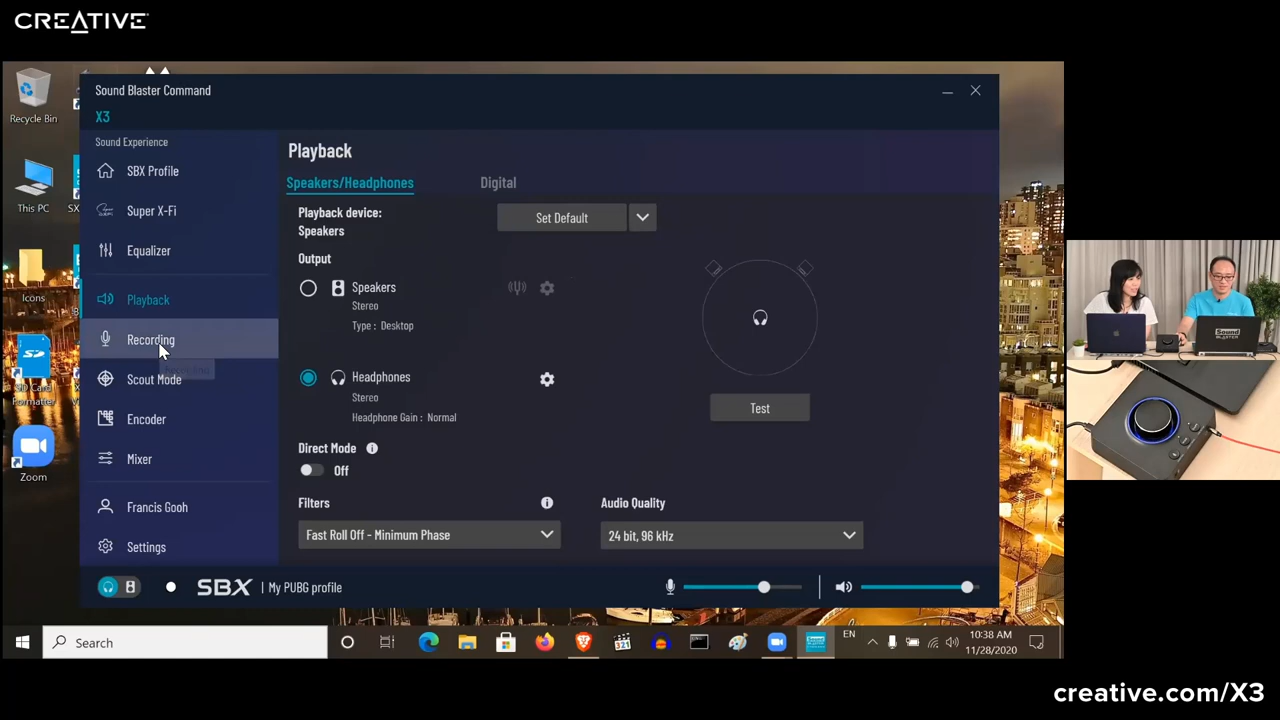 CREATIVE
Recycle Bin
This PC
Icons
Formatter
Zoom
Sound Blaster Command
X3
Sound Experience
SBX Profile
Super X-Fi
Equalizer
Playback
Recording
Scout Mode
Encoder
Mixer
Francis Gooh
Settings
Playback
Speakers/Headphones
Digital
Playback device:
Speakers
Set Default
Output
Speakers
Stereo
Type : Desktop
Headphones
Stereo
Headphone Gain : Normal
Test
Direct Mode
Off
Filters
Fast Roll Off - Minimum Phase
Audio Quality
24 bit, 96 kHz
SBX | My PUBG profile
Search
321
EN
10:38 AM
11/28/2020
Sound
BLASTER
creative.com/X3